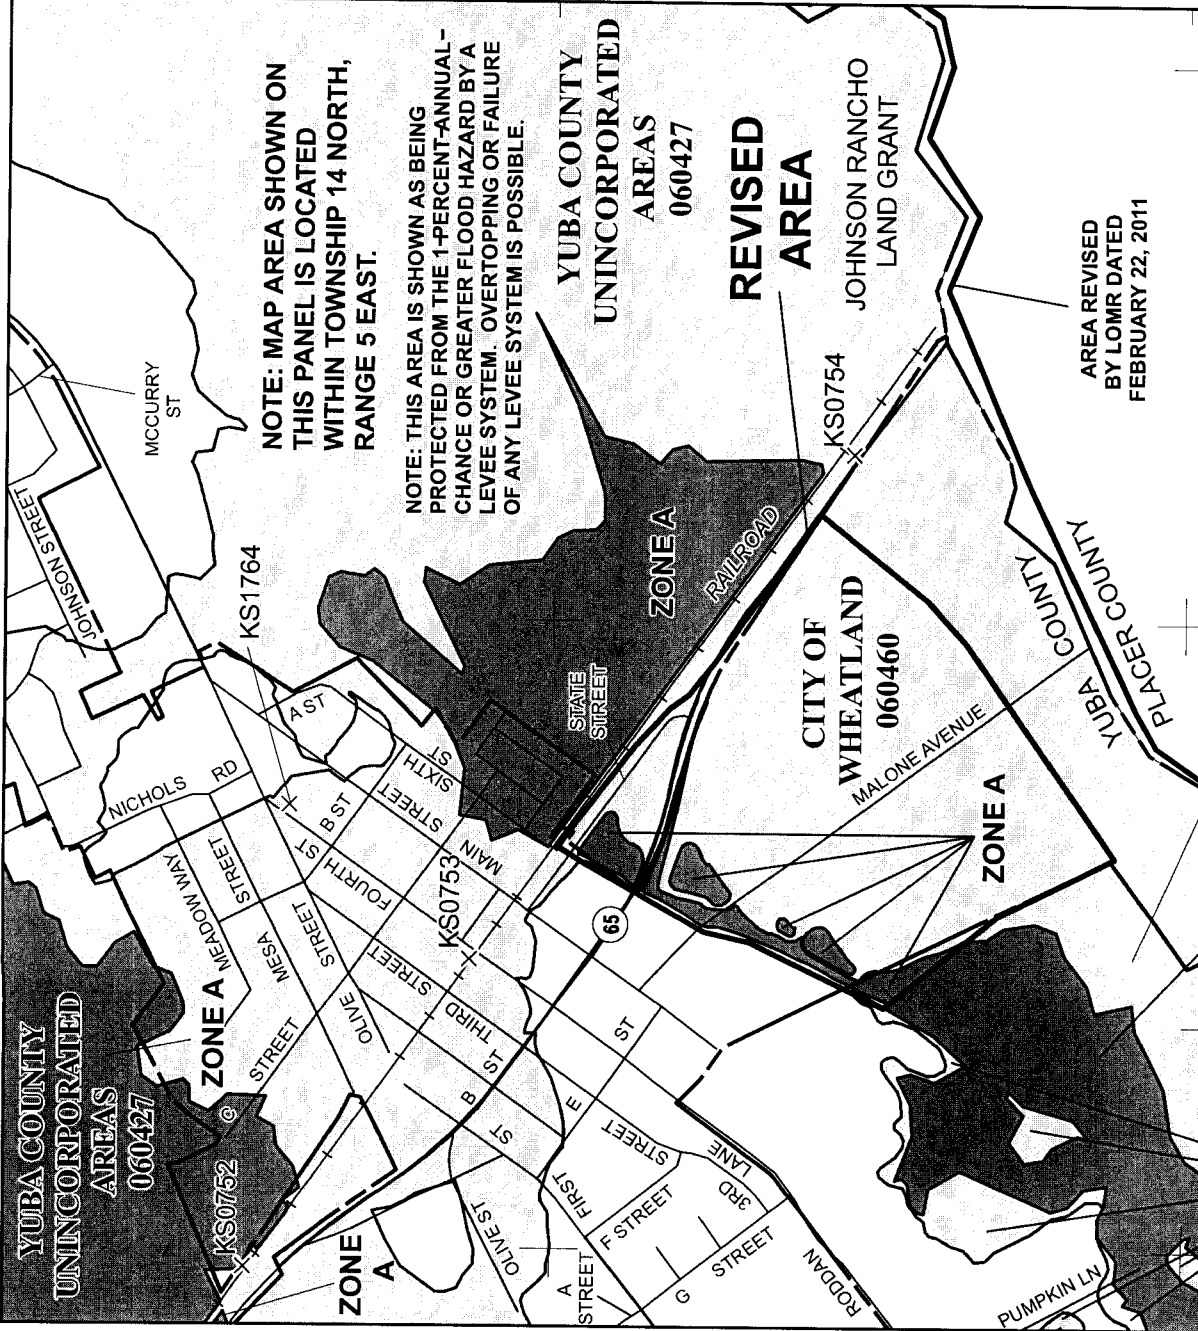 YUBA COUNTY
UNINCORPORATED
AREAS
060427
KS0752
C
STREET
ZONE A
ZONE
A
MEADOW WAY
STREET
MESA
STREET
OLIVE
NICHOLS RD
JOHNSON STREET
MCCURRY
ST
KS1764
A ST
B ST
FOURTH ST
SIXTH
ST
MAIN
STREET
KS0753
THIRD
STREET
B
ST
65
E
ST
FIRST
ST
OLIVE ST
A
STREET
F STREET
STREET
3RD
LANE
G
STREET
RODDAN
PUMPKIN LN
NOTE: MAP AREA SHOWN ON
THIS PANEL IS LOCATED
WITHIN TOWNSHIP 14 NORTH,
RANGE 5 EAST.
NOTE: THIS AREA IS SHOWN AS BEING
PROTECTED FROM THE 1-PERCENT-ANNUAL-
CHANCE OR GREATER FLOOD HAZARD BY A
LEVEE SYSTEM. OVERTOPPING OR FAILURE
OF ANY LEVEE SYSTEM IS POSSIBLE.
YUBA COUNTY
UNINCORPORATED
AREAS
060427
REVISED
AREA
JOHNSON RANCHO
LAND GRANT
KS0754
ZONE A
RAILROAD
STATE
STREET
CITY OF
WHEATLAND
060460
MALONE AVENUE
ZONE A
YUBA COUNTY
PLACER COUNTY
AREA REVISED
BY LOMR DATED
FEBRUARY 22, 2011